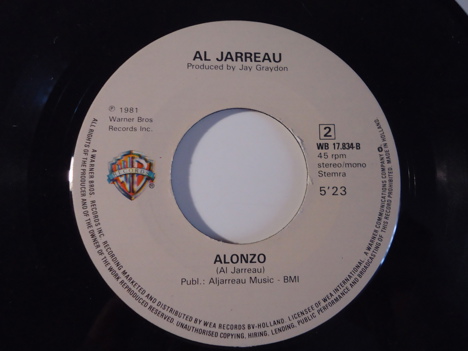 AL JARREAU
Produced by Jay Graydon
℗ 1981
Warner Bros
Records Inc.
2
WB 17.834-B
45 rpm
stereo/mono
Stemra
5'23
ALONZO
(Al Jarreau)
Publ.: Aljarreau Music - BMI
ALL RIGHTS OF THE PRODUCER AND OF THE OWNER OF THE WORK REPRODUCED RESERVED. UNAUTHORISED COPYING, HIRING, LENDING, PUBLIC PERFORMANCE AND BROADCASTING OF THIS RECORD PROHIBITED. MADE IN HOLLAND.
A WARNER BROS. RECORDS INC. RECORDING MARKETED AND DISTRIBUTED BY WEA RECORDS BV-HOLLAND. LICENSEE OF WEA INTERNATIONAL. A WARNER COMMUNICATIONS COMPANY